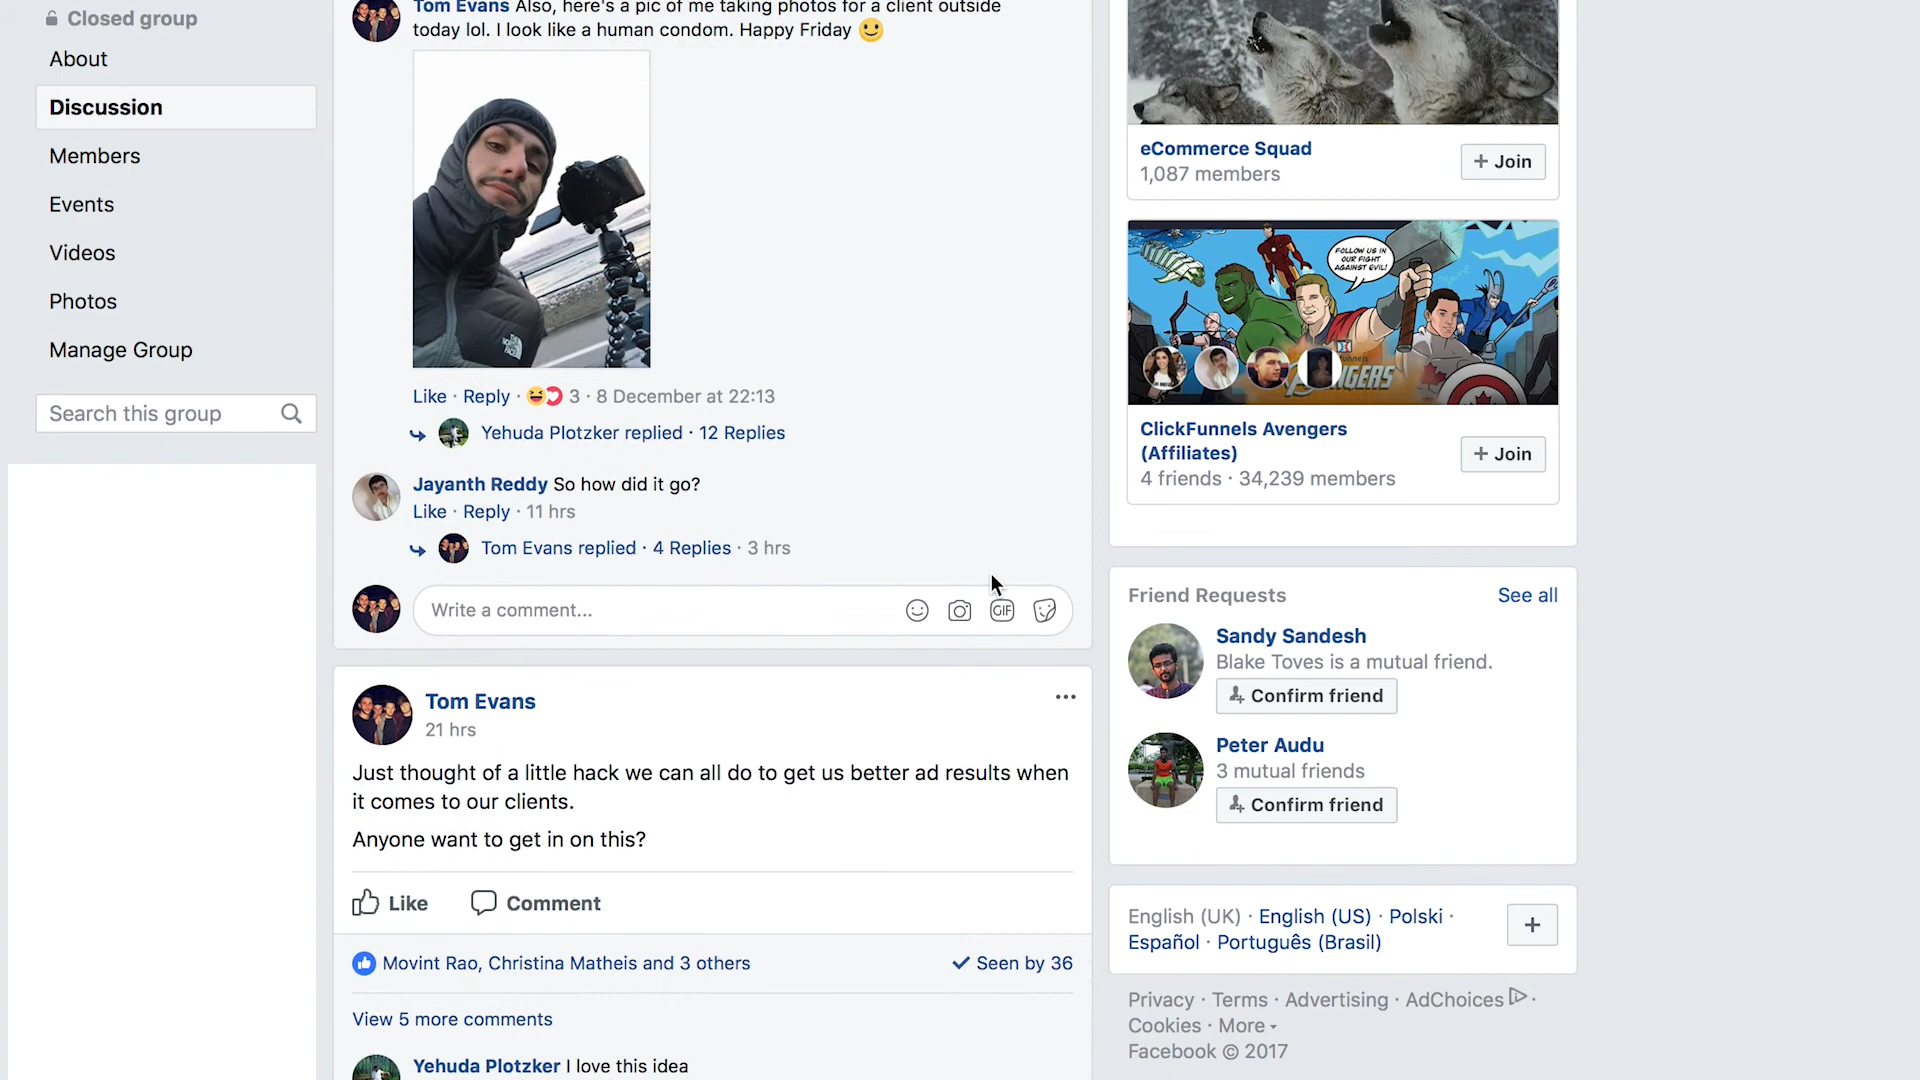 Closed group
About
Discussion
Members
Events
Videos
Photos
Manage Group
Search this group
Tom Evans Also, here's a pic of me taking photos for a client outside
today lol. I look like a human condom. Happy Friday
Like · Reply · 3 · 8 December at 22:13
Yehuda Plotzker replied · 12 Replies
Jayanth Reddy So how did it go?
Like · Reply · 11 hrs
Tom Evans replied · 4 Replies · 3 hrs
Write a comment...
GIF
Tom Evans
21 hrs
Just thought of a little hack we can all do to get us better ad results when
it comes to our clients.
Anyone want to get in on this?
Like Comment
Movint Rao, Christina Matheis and 3 others
Seen by 36
View 5 more comments
Yehuda Plotzker I love this idea
eCommerce Squad
1,087 members
+ Join
FOLLOW US IN
OUR FIGHT
AGAINST EVIL!
ClickFunnels Avengers
(Affiliates)
4 friends · 34,239 members
+ Join
Friend Requests
See all
Sandy Sandesh
Blake Toves is a mutual friend.
Confirm friend
Peter Audu
3 mutual friends
Confirm friend
English (UK) · English (US) · Polski ·
Español · Português (Brasil)
+
Privacy · Terms · Advertising · AdChoices ·
Cookies · More
Facebook © 2017